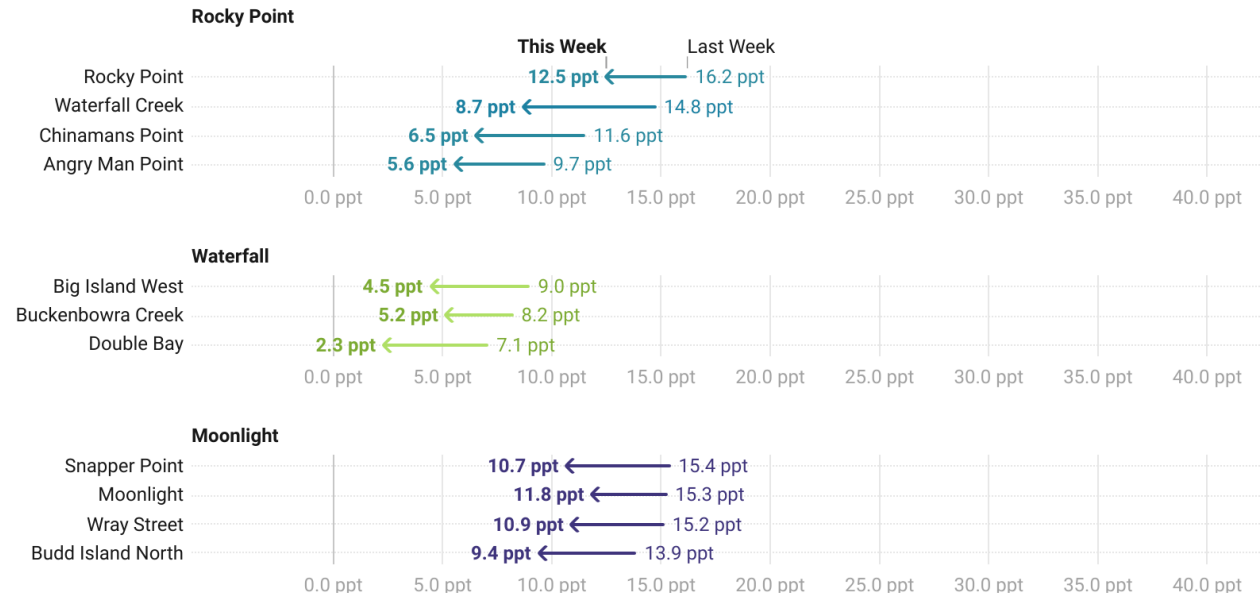 Rocky Point
This Week Last Week
Rocky Point 12.5 ppt 16.2 ppt
Waterfall Creek 8.7 ppt 14.8 ppt
Chinamans Point 6.5 ppt 11.6 ppt
Angry Man Point 5.6 ppt 9.7 ppt
0.0 ppt 5.0 ppt 10.0 ppt 15.0 ppt 20.0 ppt 25.0 ppt 30.0 ppt 35.0 ppt 40.0 ppt
Waterfall
Big Island West 4.5 ppt 9.0 ppt
Buckenbowra Creek 5.2 ppt 8.2 ppt
Double Bay 2.3 ppt 7.1 ppt
0.0 ppt 5.0 ppt 10.0 ppt 15.0 ppt 20.0 ppt 25.0 ppt 30.0 ppt 35.0 ppt 40.0 ppt
Moonlight
Snapper Point 10.7 ppt 15.4 ppt
Moonlight 11.8 ppt 15.3 ppt
Wray Street 10.9 ppt 15.2 ppt
Budd Island North 9.4 ppt 13.9 ppt
0.0 ppt 5.0 ppt 10.0 ppt 15.0 ppt 20.0 ppt 25.0 ppt 30.0 ppt 35.0 ppt 40.0 ppt